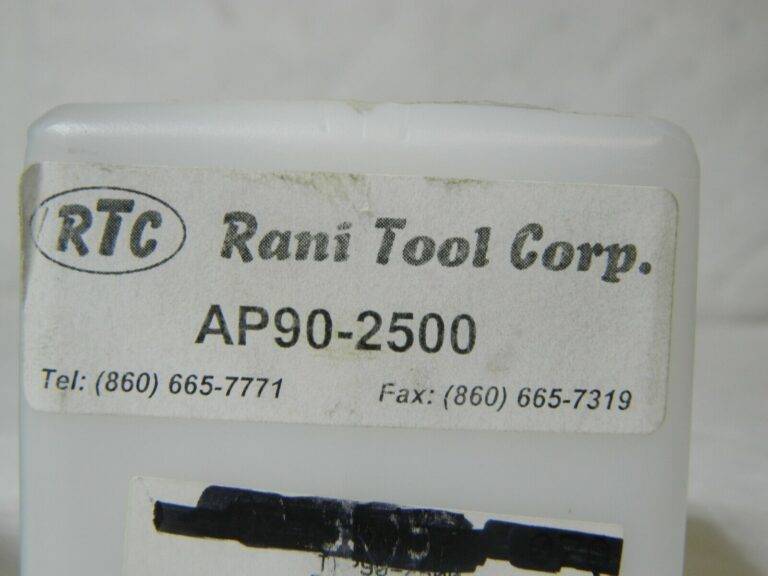 RTC Rani Tool Corp.
AP90-2500
Tel: (860) 665-7771 Fax: (860) 665-7319